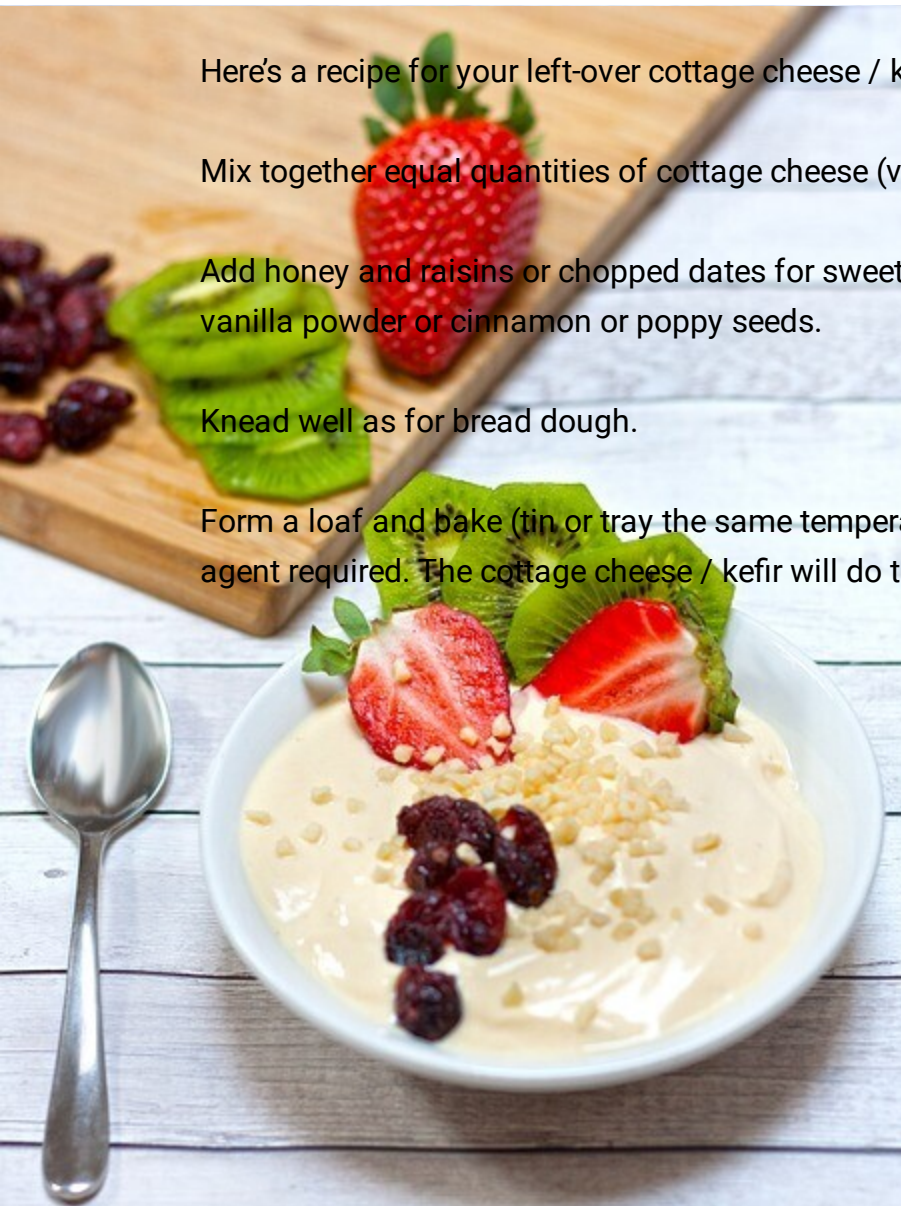 Here’s a recipe for your left-over cottage cheese /
Mix together equal quantities of cottage cheese
Add honey and raisins or chopped dates for
vanilla powder or cinnamon or poppy seeds.
Knead well as for bread dough.
Form a loaf and bake (tin or tray the same
agent required. The cottage cheese / kefir will do